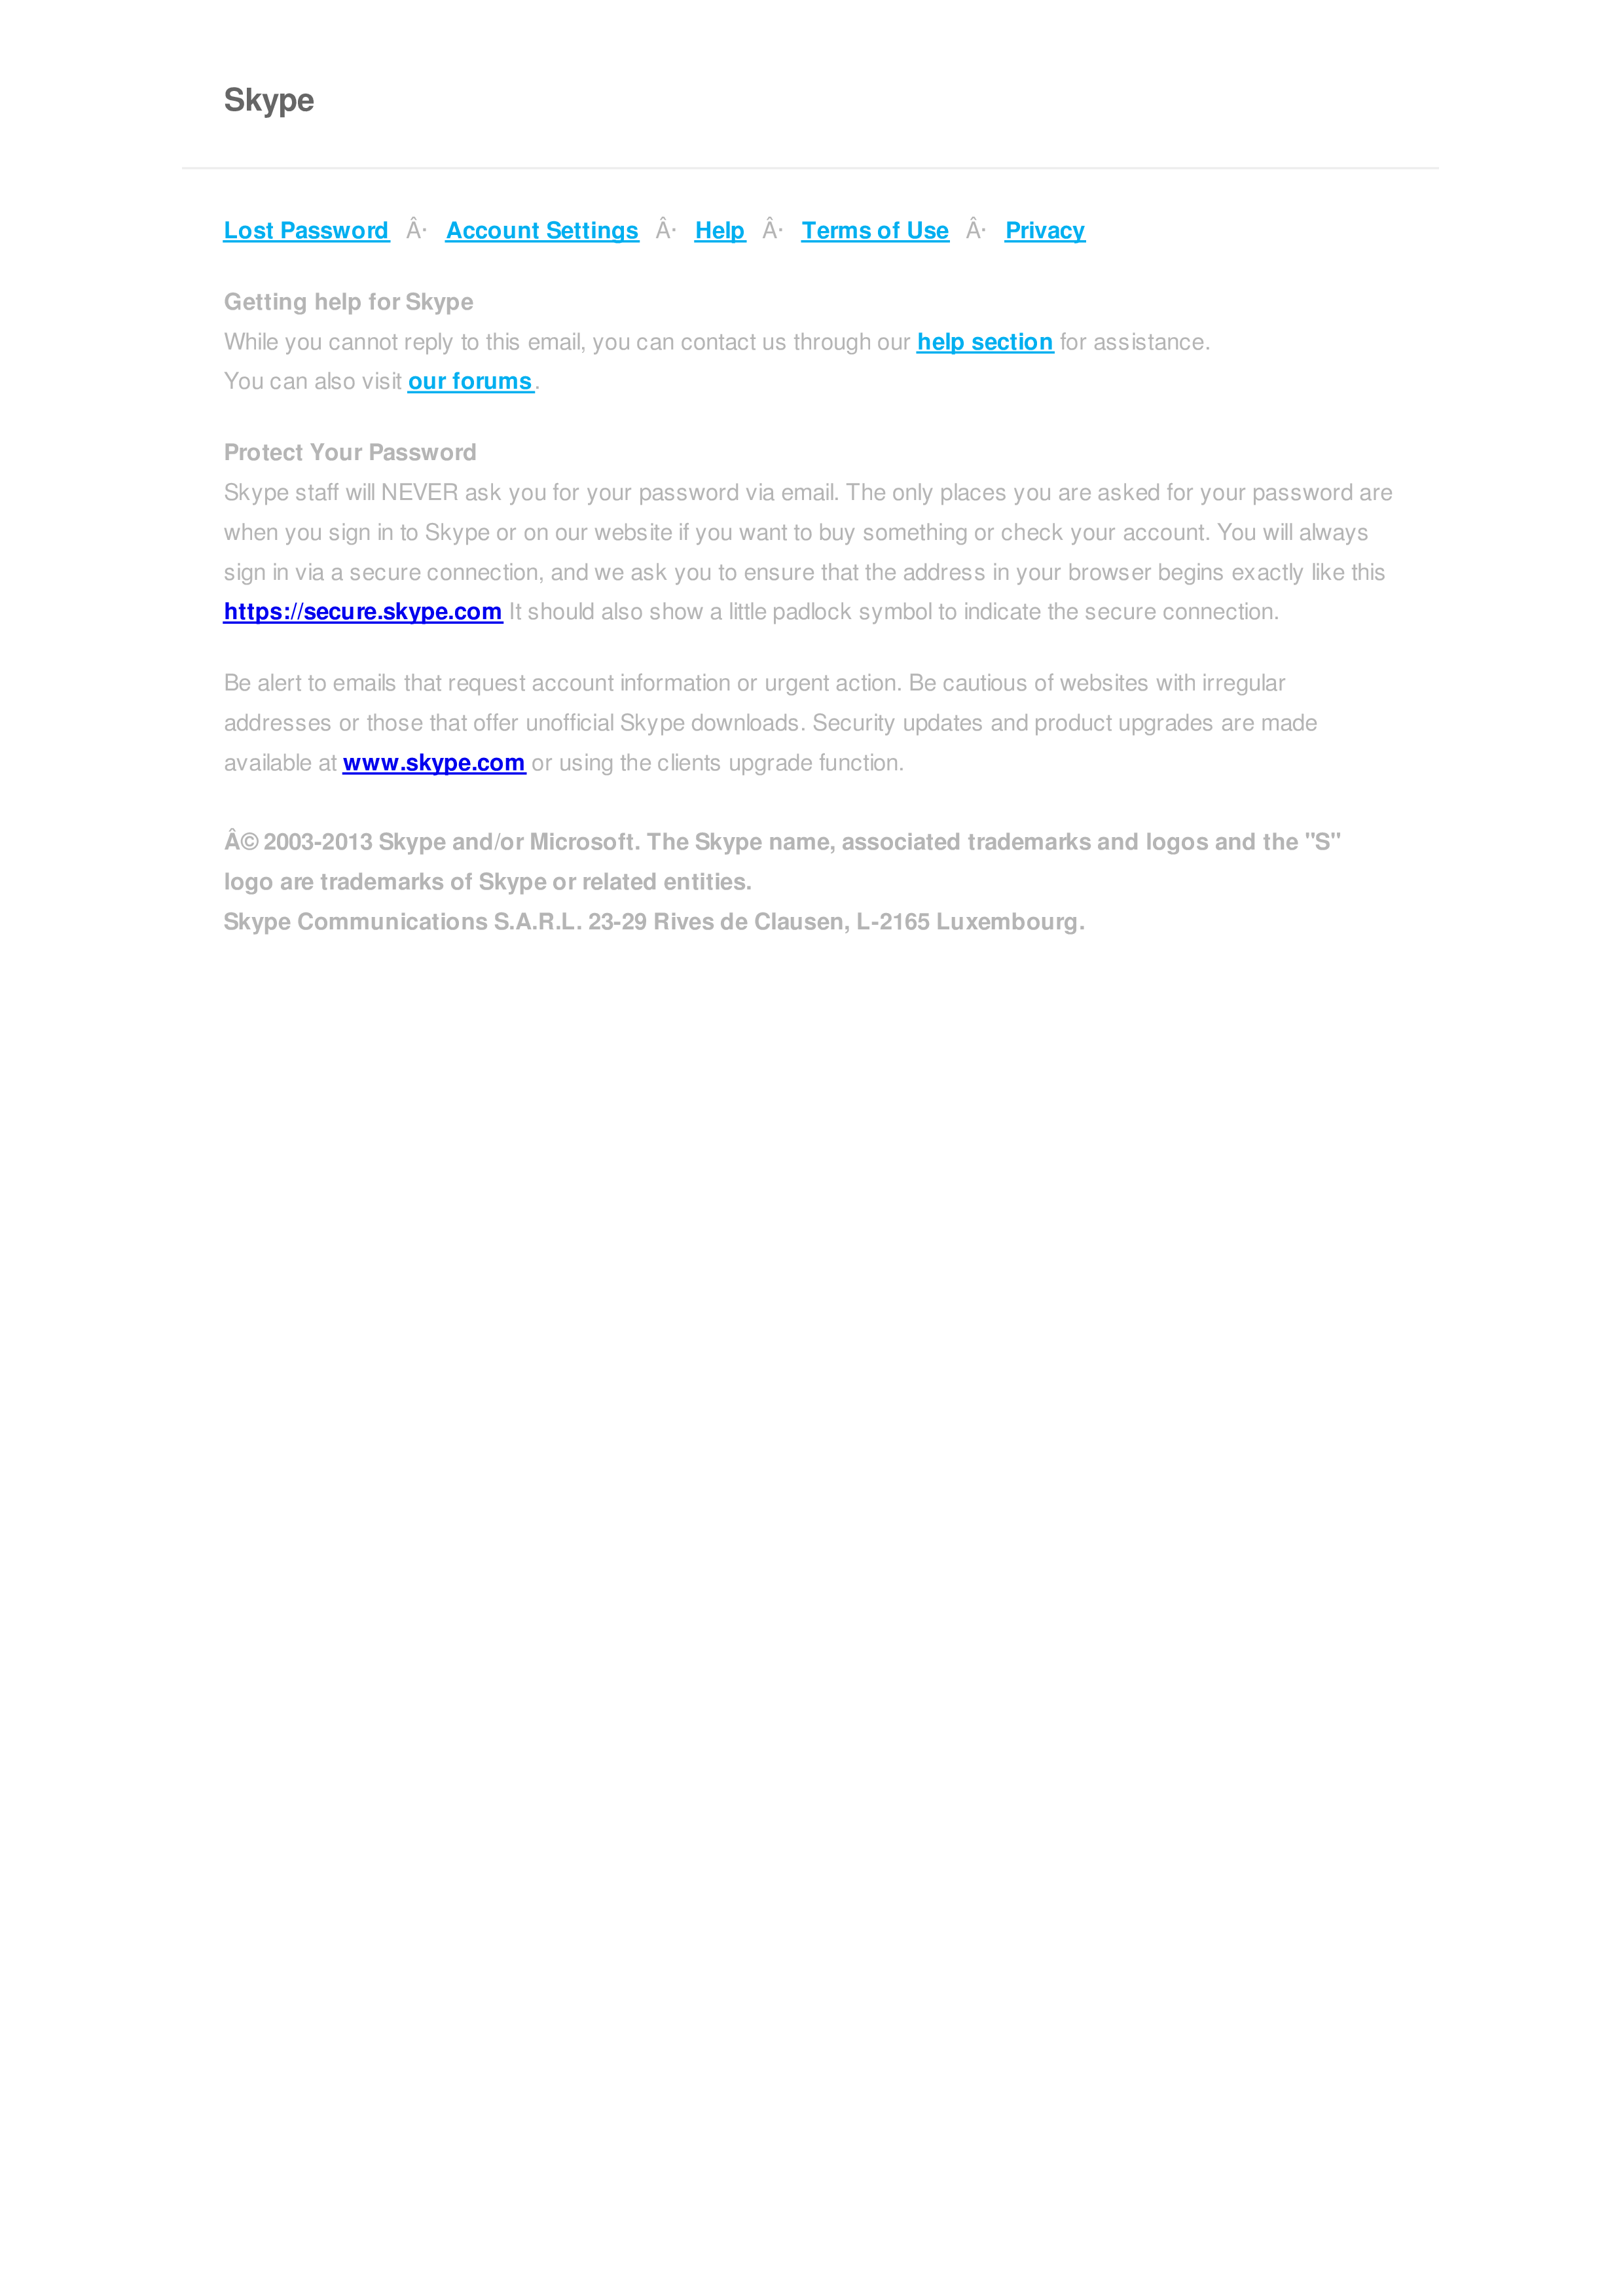 Skype
Lost Password Â· Account Settings Â· Help Â· Terms of Use Â· Privacy
Getting help for Skype
While you cannot reply to this email, you can contact us through our help section for assistance.
You can also visit our forums.
Protect Your Password
Skype staff will NEVER ask you for your password via email. The only places you are asked for your password are
when you sign in to Skype or on our website if you want to buy something or check your account. You will always
sign in via a secure connection, and we ask you to ensure that the address in your browser begins exactly like this
https://secure.skype.com It should also show a little padlock symbol to indicate the secure connection.
Be alert to emails that request account information or urgent action. Be cautious of websites with irregular
addresses or those that offer unofficial Skype downloads. Security updates and product upgrades are made
available at www.skype.com or using the clients upgrade function.
Â© 2003-2013 Skype and/or Microsoft. The Skype name, associated trademarks and logos and the "S"
logo are trademarks of Skype or related entities.
Skype Communications S.A.R.L. 23-29 Rives de Clausen, L-2165 Luxembourg.